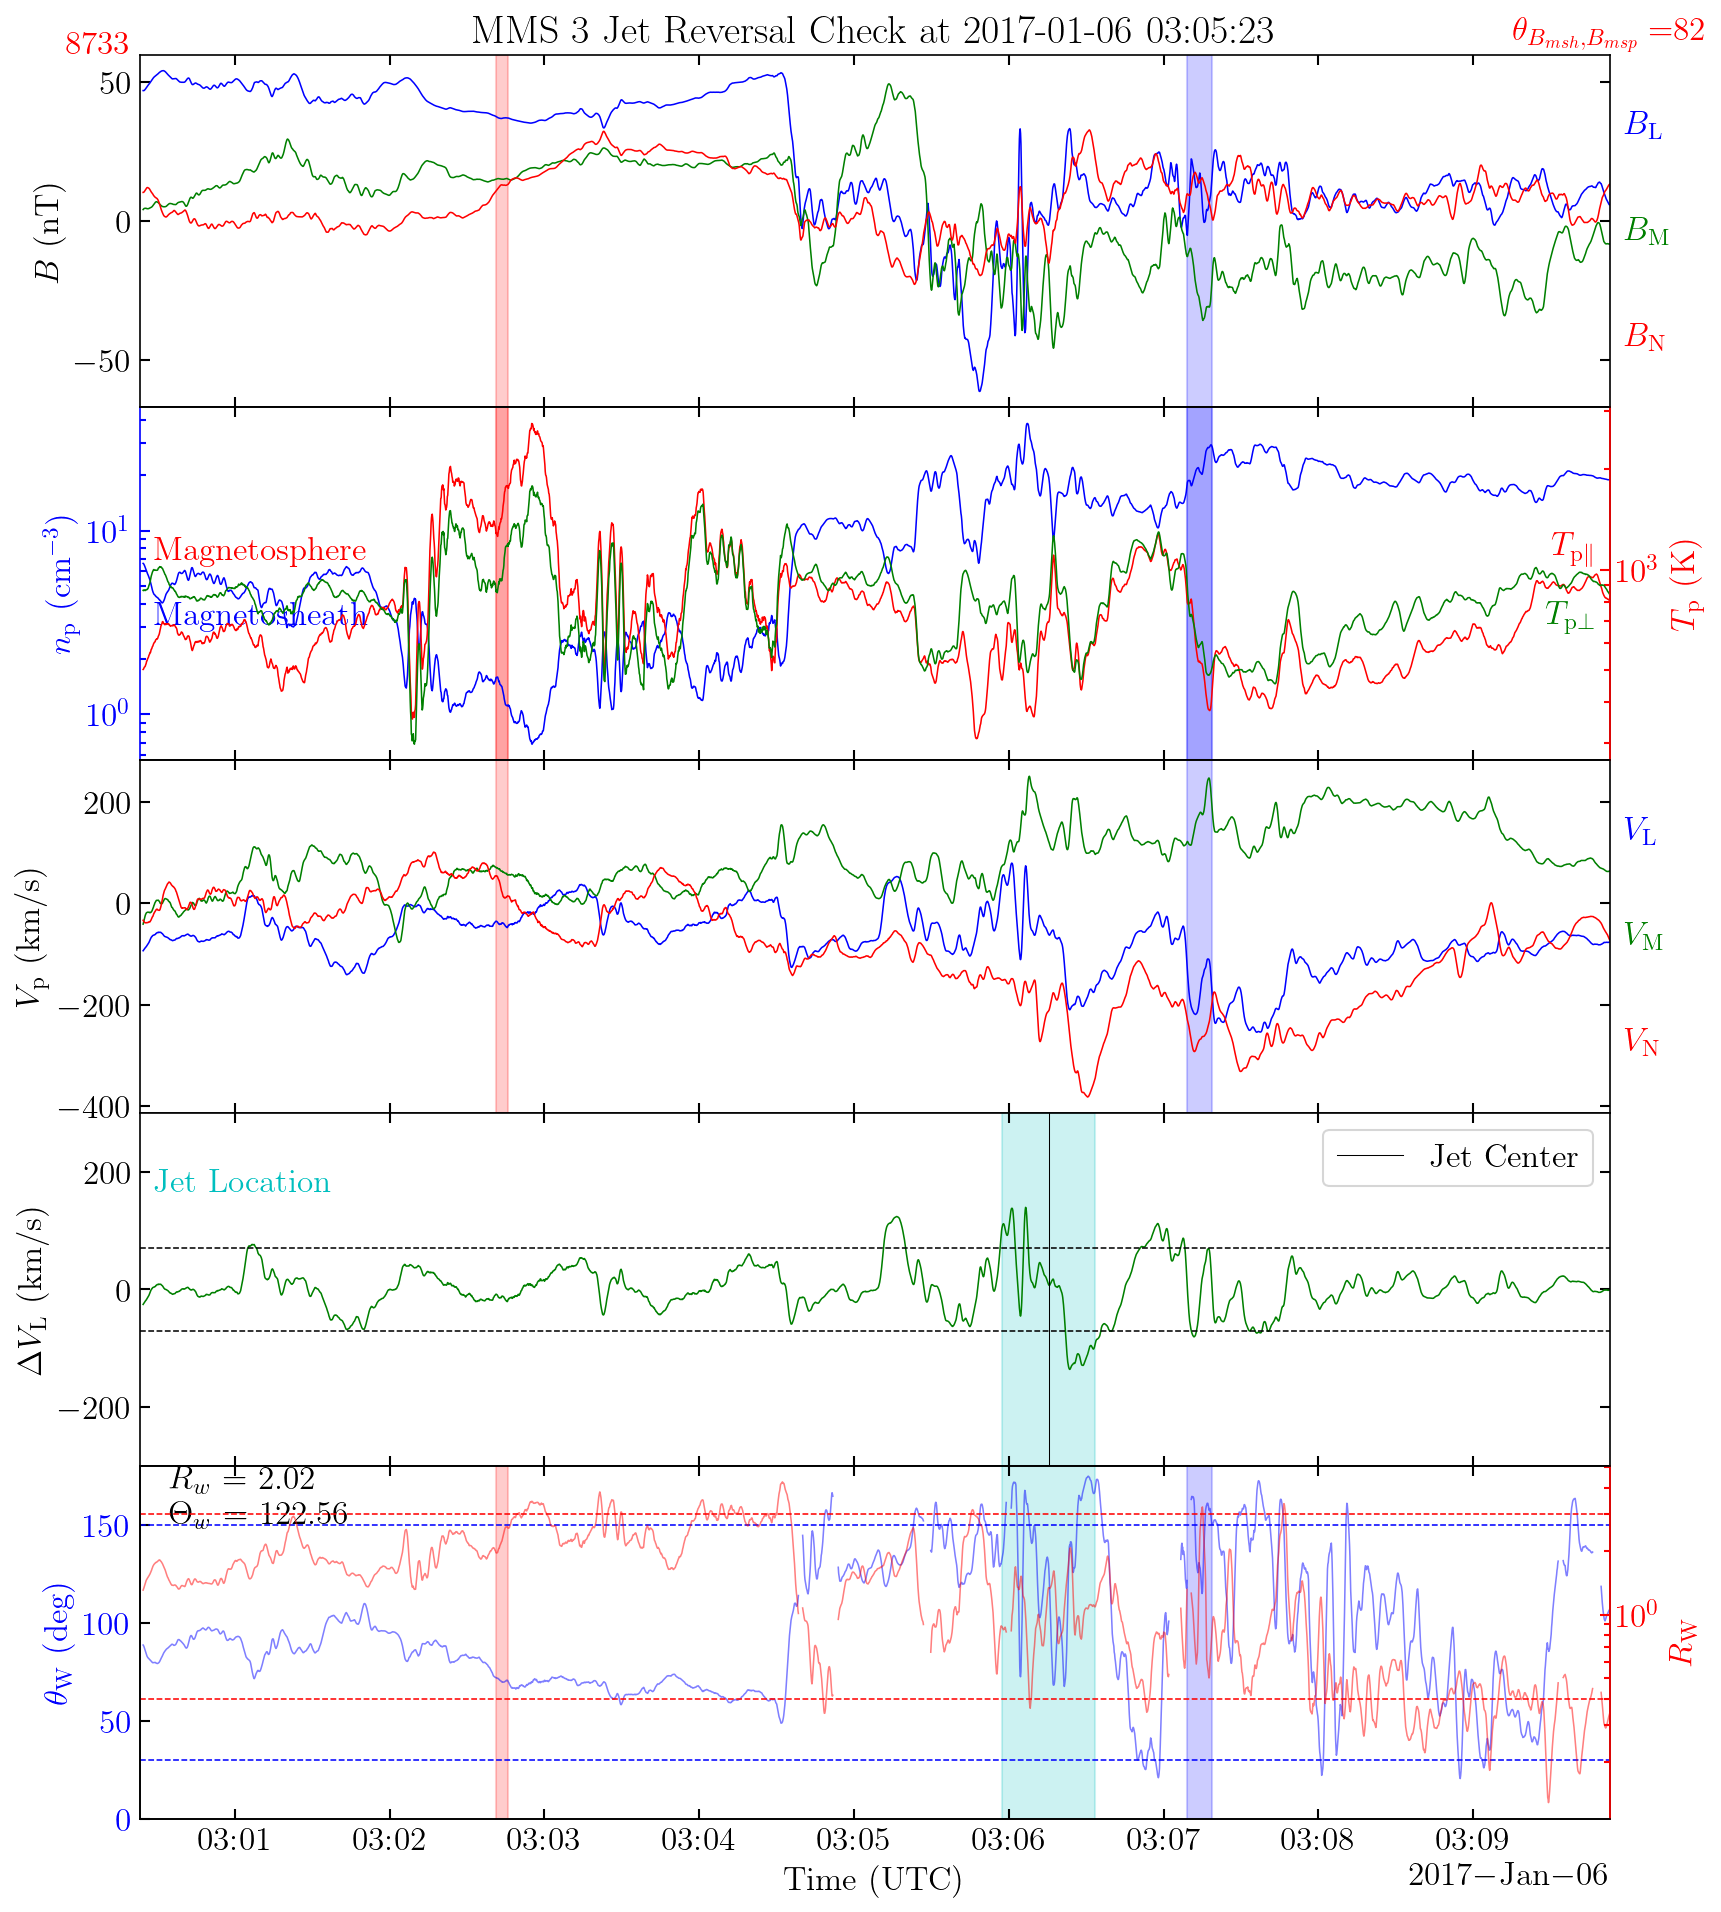 MMS 3 Jet Reversal Check at 2017-01-06 03:05:23
8733
θ_{B_{msh},B_{msp}} =82
50
0
−50
B (nT)
B_L
B_M
B_N
10^1
10^0
n_p (cm^{−3})
Magnetosphere
Magnetosheath
T_{p∥}
T_{p⊥}
10^3
T_p (K)
200
0
−200
−400
V_p (km/s)
V_L
V_M
V_N
Jet Location
Jet Center
200
0
−200
ΔV_L (km/s)
R_w = 2.02
Θ_w = 122.56
150
100
50
0
θ_W (deg)
10^0
R_W
03:01 03:02 03:03 03:04 03:05 03:06 03:07 03:08 03:09
Time (UTC)
2017−Jan−06